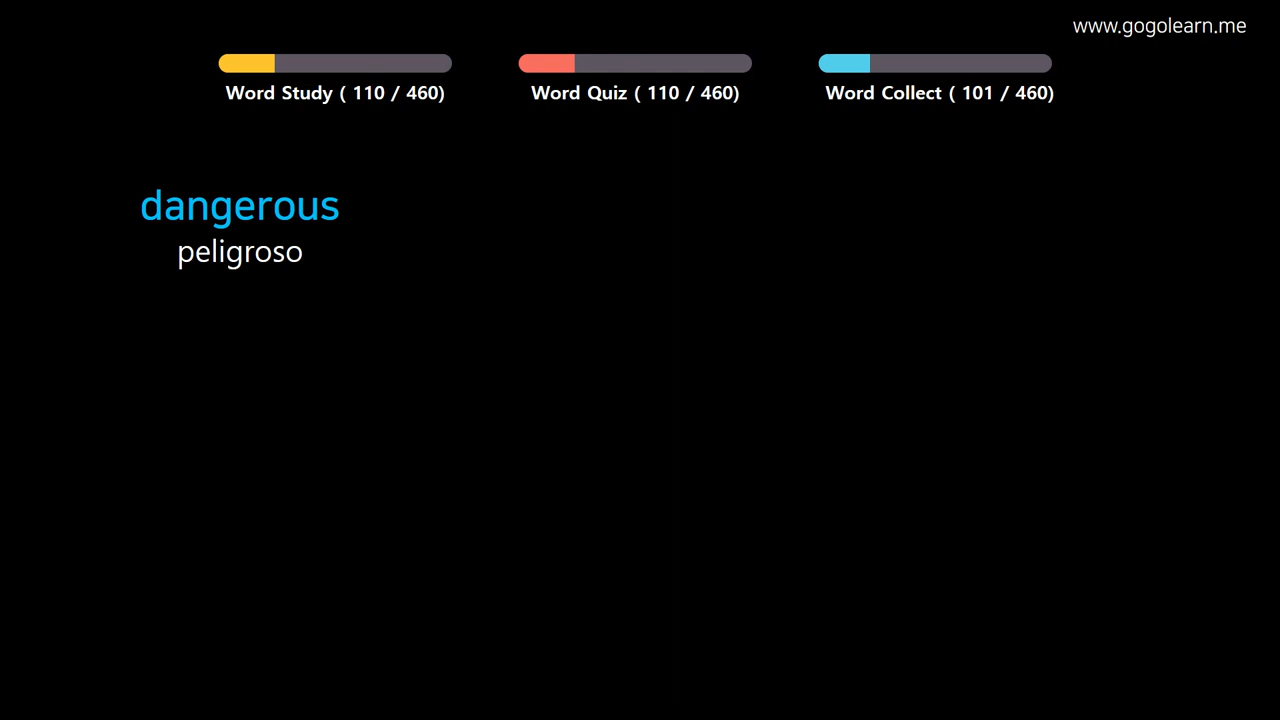 www.gogolearn.me
Word Study ( 110 / 460)
Word Quiz ( 110 / 460)
Word Collect ( 101 / 460)
dangerous
peligroso